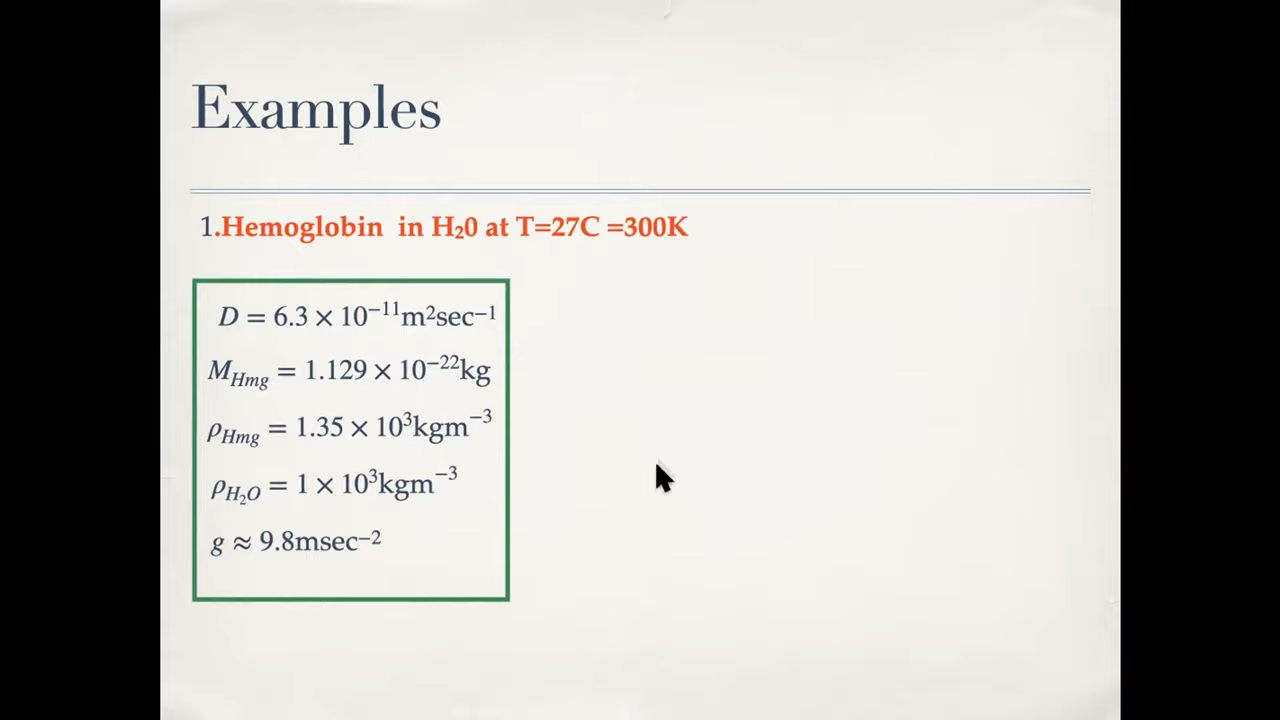 Examples
1.Hemoglobin in H₂0 at T=27C =300K
D = 6.3 × 10⁻¹¹m²sec⁻¹
M_Hmg = 1.129 × 10⁻²²kg
ρ_Hmg = 1.35 × 10³kgm⁻³
ρ_H₂O = 1 × 10³kgm⁻³
g ≈ 9.8msec⁻²